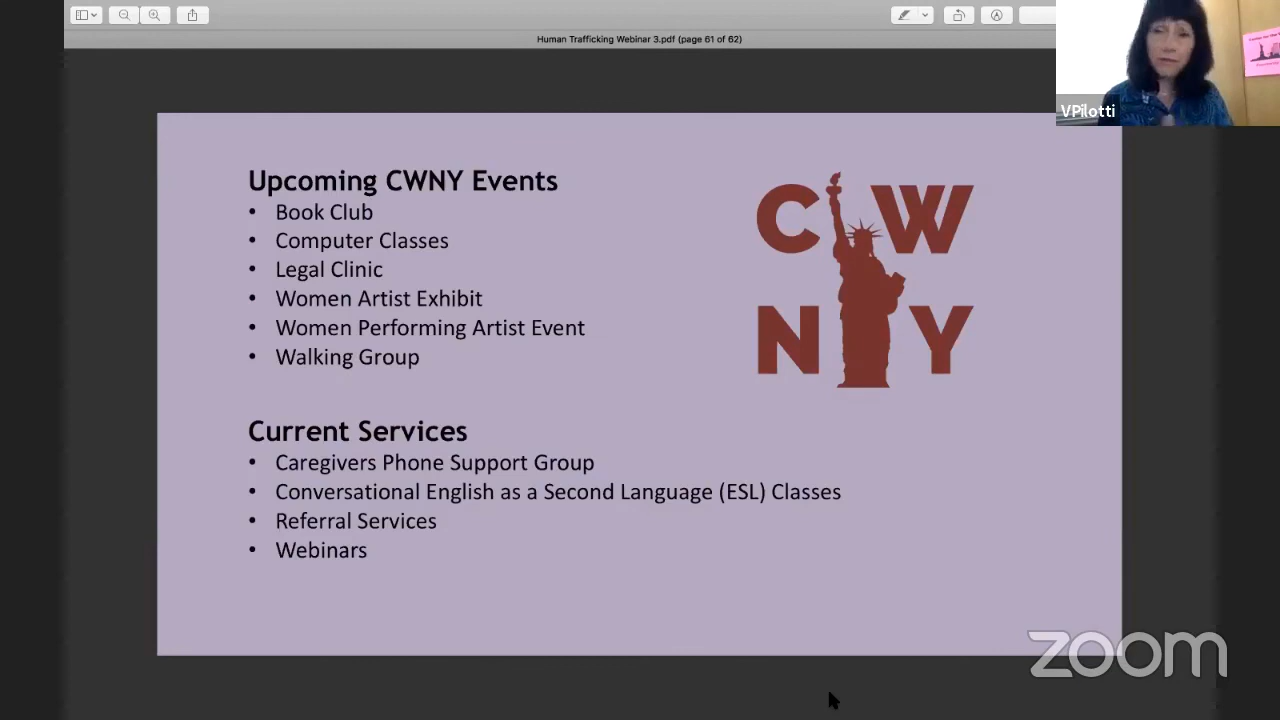 Human Trafficking Webinar 3.pdf (page 61 of 62)
VPilotti
Upcoming CWNY Events
• Book Club
• Computer Classes
• Legal Clinic
• Women Artist Exhibit
• Women Performing Artist Event
• Walking Group
C W
N Y
Current Services
• Caregivers Phone Support Group
• Conversational English as a Second Language (ESL) Classes
• Referral Services
• Webinars
zoom